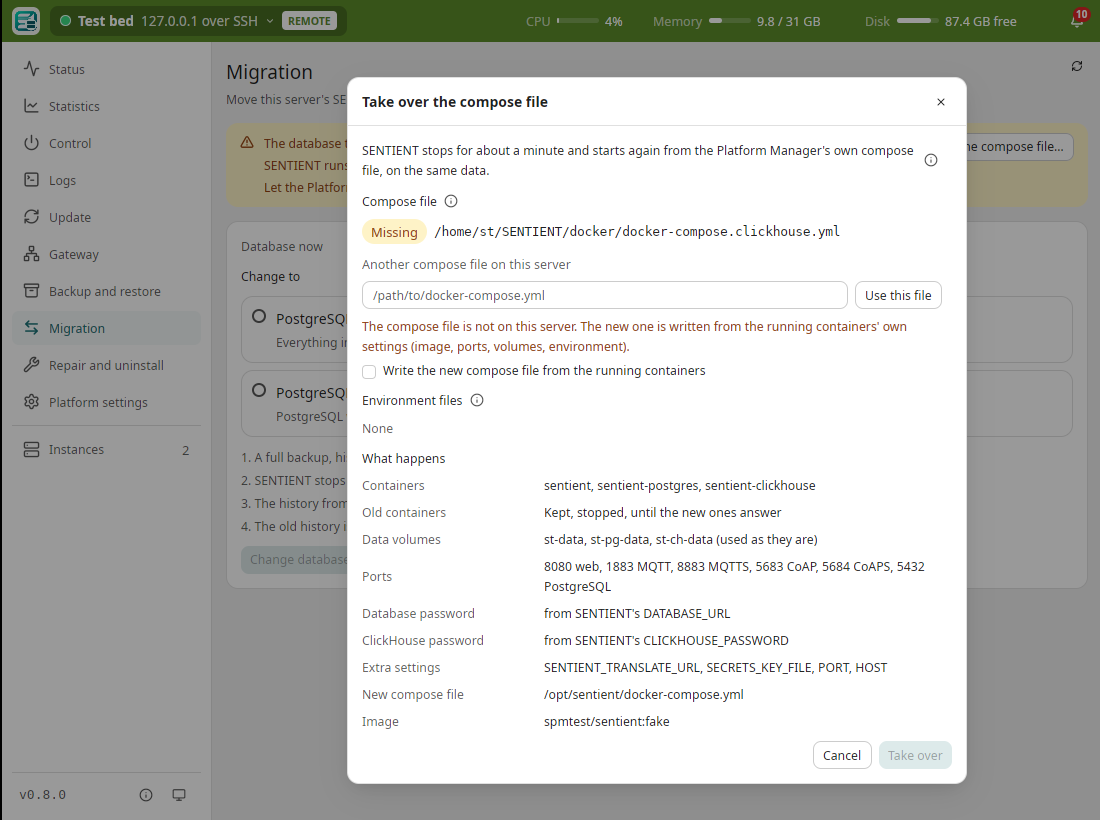 Test bed 127.0.0.1 over SSH REMOTE
CPU 4%
Memory 9.8 / 31 GB
Disk 87.4 GB free
10
Status
Statistics
Control
Logs
Update
Gateway
Backup and restore
Migration
Repair and uninstall
Platform settings
Instances 2
v0.8.0
Migration
Move this server's SE
The database
SENTIENT runs
Let the Platfor
compose file...
Database now
Change to
PostgreSQL
Everything in
PostgreSQL
PostgreSQL
1. A full backup, hi
2. SENTIENT stops
3. The history from
4. The old history i
Change database
Take over the compose file
SENTIENT stops for about a minute and starts again from the Platform Manager's own compose
file, on the same data.
Compose file
Missing /home/st/SENTIENT/docker/docker-compose.clickhouse.yml
Another compose file on this server
/path/to/docker-compose.yml
Use this file
The compose file is not on this server. The new one is written from the running containers' own
settings (image, ports, volumes, environment).
Write the new compose file from the running containers
Environment files
None
What happens
Containers sentient, sentient-postgres, sentient-clickhouse
Old containers Kept, stopped, until the new ones answer
Data volumes st-data, st-pg-data, st-ch-data (used as they are)
Ports 8080 web, 1883 MQTT, 8883 MQTTS, 5683 CoAP, 5684 CoAPS, 5432
PostgreSQL
Database password from SENTIENT's DATABASE_URL
ClickHouse password from SENTIENT's CLICKHOUSE_PASSWORD
Extra settings SENTIENT_TRANSLATE_URL, SECRETS_KEY_FILE, PORT, HOST
New compose file /opt/sentient/docker-compose.yml
Image spmtest/sentient:fake
Cancel
Take over